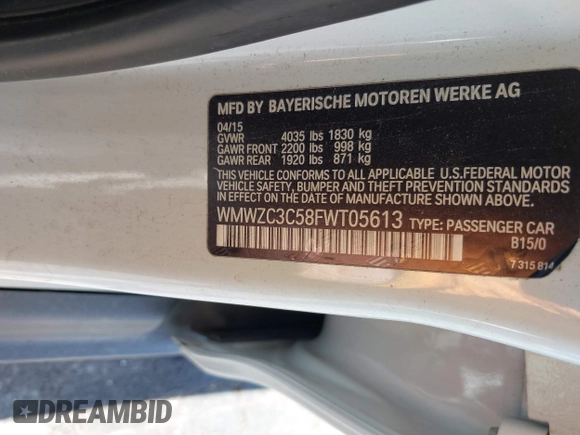 MFD BY BAYERISCHE MOTOREN WERKE AG
04/15
GVWR 4035 lbs 1830 kg
GAWR FRONT 2200 lbs 998 kg
GAWR REAR 1920 lbs 871 kg
THIS VEHICLE CONFORMS TO ALL APPLICABLE U.S.FEDERAL MOTOR
VEHICLE SAFETY, BUMPER AND THEFT PREVENTION STANDARDS
IN EFFECT ON THE DATE OF MANUFACTURE SHOWN ABOVE.
WMWZC3C58FWT05613 TYPE: PASSENGER CAR
B15/0
7 315 814
DREAMBID